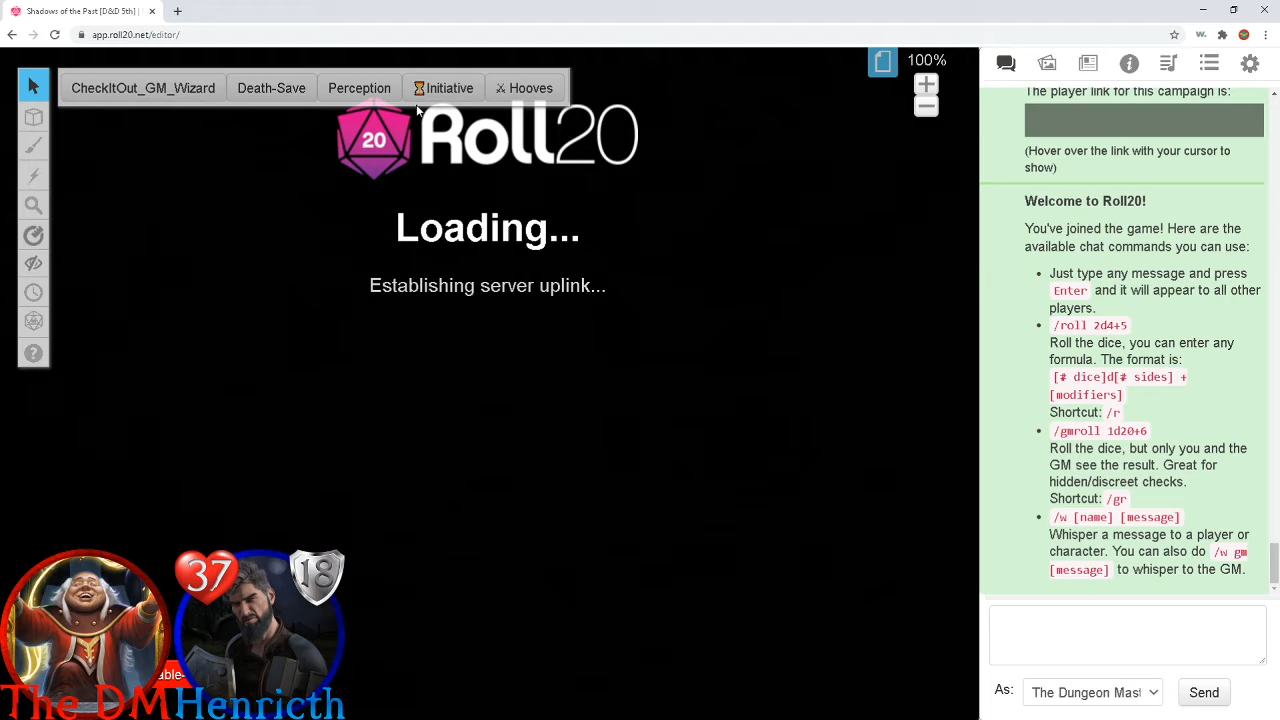 Shadows of the Past [D&D 5th] |
app.roll20.net/editor/
CheckItOut_GM_Wizard
Death-Save
Perception
Initiative
Hooves
100%
20
Roll20
Loading...
Establishing server uplink...
The player link for this campaign is:
(Hover over the link with your cursor to
show)
Welcome to Roll20!
You've joined the game! Here are the
available chat commands you can use:
Just type any message and press
Enter and it will appear to all other
players.
/roll 2d4+5
Roll the dice, you can enter any
formula. The format is:
[# dice]d[# sides] +
[modifiers]
Shortcut: /r
/gmroll 1d20+6
Roll the dice, but only you and the
GM see the result. Great for
hidden/discreet checks.
Shortcut: /gr
/w [name] [message]
Whisper a message to a player or
character. You can also do /w gm
[message] to whisper to the GM.
As:
The Dungeon Mast
Send
37
18
able-
The DM
Henricth